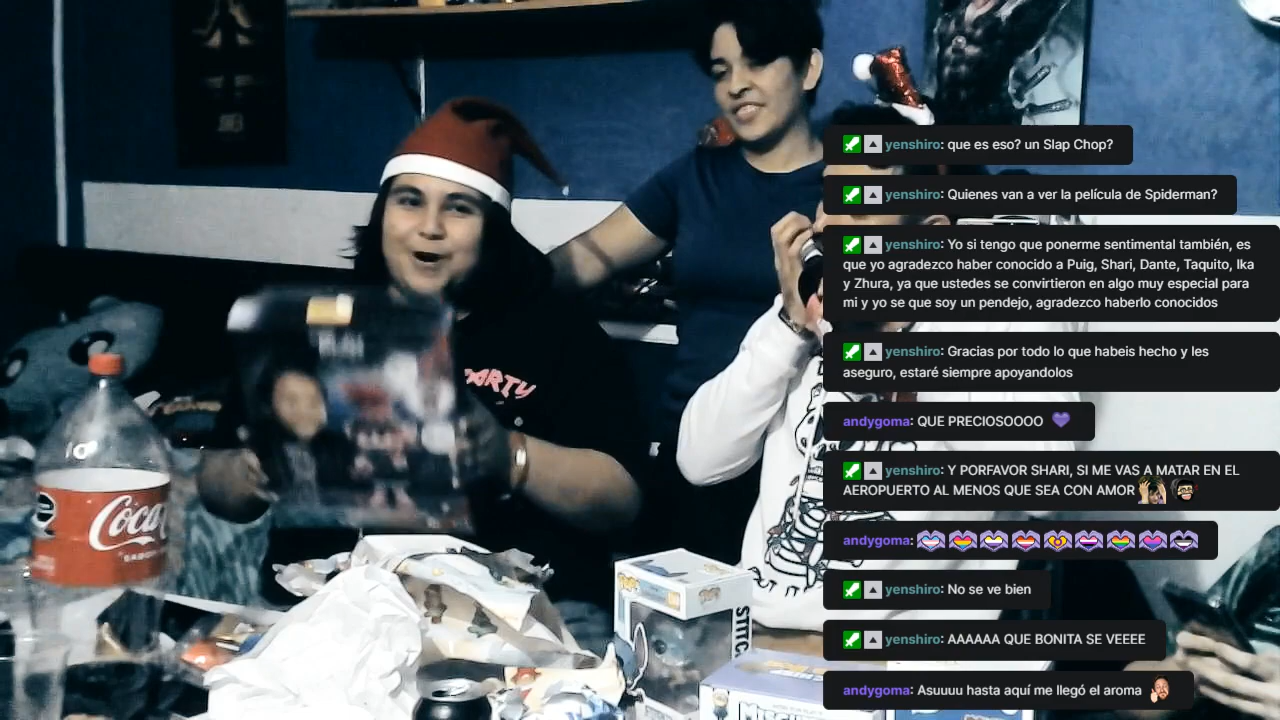 yenshiro: que es eso? un Slap Chop?
yenshiro: Quienes van a ver la película de Spiderman?
yenshiro: Yo si tengo que ponerme sentimental también, es
que yo agradezco haber conocido a Puig, Shari, Dante, Taquito, Ika
y Zhura, ya que ustedes se convirtieron en algo muy especial para
mi y yo se que soy un pendejo, agradezco haberlo conocidos
yenshiro: Gracias por todo lo que habeis hecho y les
aseguro, estaré siempre apoyandolos
PARTY
andygoma: QUE PRECIOSOOOO
yenshiro: Y PORFAVOR SHARI, SI ME VAS A MATAR EN EL
AEROPUERTO AL MENOS QUE SEA CON AMOR
Coca
andygoma:
yenshiro: No se ve bien
POP
STITC
yenshiro: AAAAAA QUE BONITA SE VEEEE
andygoma: Asuuuu hasta aquí me llegó el aroma